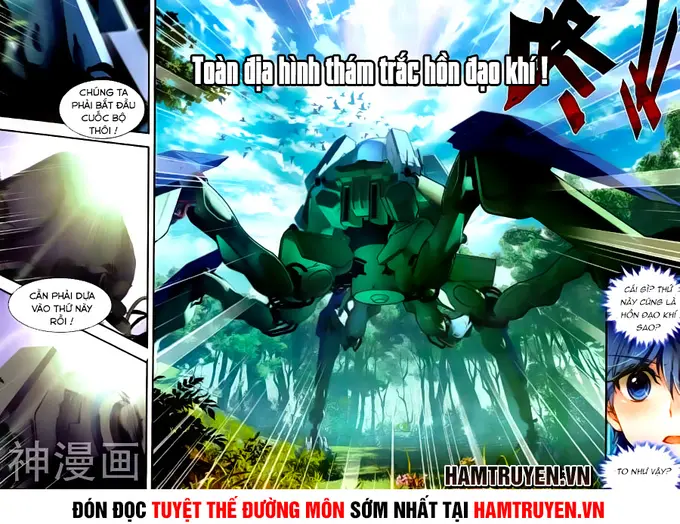 Toàn địa hình thám trắc hồn đạo khí !
CHÚNG TA
PHẢI BẮT ĐẦU
CUỐC BỘ
THÔI !
CẦN PHẢI DỰA
VÀO THỨ NÀY
RỒI !
CÁI GÌ? THỨ
NÀY CŨNG LÀ
HỒN ĐẠO KHÍ
SAO?
TO NHƯ VẬY?
神漫画
HAMTRUYEN.VN
ĐÓN ĐỌC TUYỆT THẾ ĐƯỜNG MÔN SỚM NHẤT TẠI HAMTRUYEN.VN